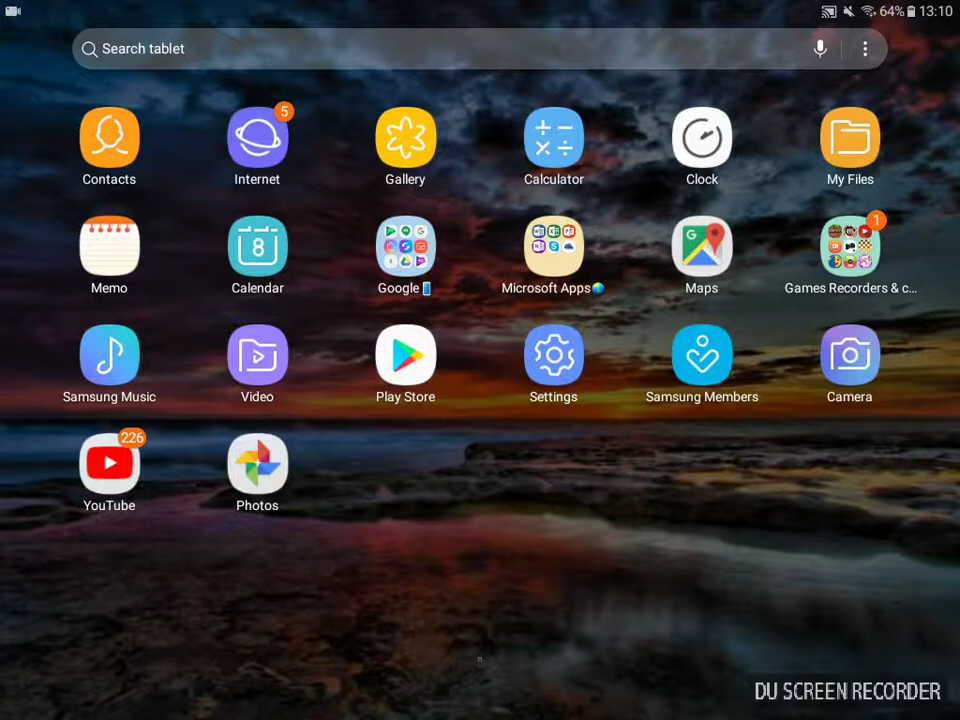 64% 13:10
Search tablet
5
Contacts Internet Gallery Calculator Clock My Files
8
G
1
Memo Calendar Google Microsoft Apps Maps Games Recorders & c...
Samsung Music Video Play Store Settings Samsung Members Camera
226
YouTube Photos
DU SCREEN RECORDER